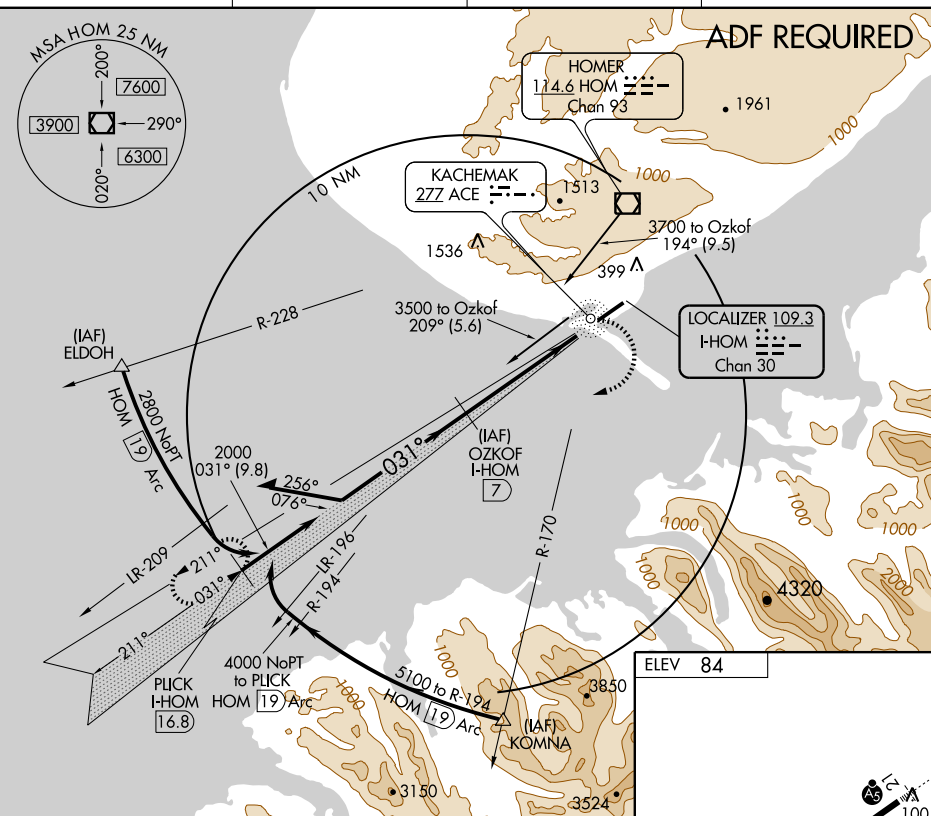 ADF REQUIRED
MSA HOM 25 NM
200°
7600
3900
290°
6300
020°
HOMER
114.6 HOM
Chan 93
1961
1000
KACHEMAK
277 ACE
1513
1000
10 NM
3700 to Ozkof
194° (9.5)
1536
399
3500 to Ozkof
209° (5.6)
R-228
LOCALIZER 109.3
I-HOM
Chan 30
(IAF)
ELDOH
2800 NoPT
HOM 19 Arc
(IAF)
OZKOF
I-HOM
7
031°
2000
031° (9.8)
256°
076°
R-170
1000
1000
1000
1000
2000
4320
LR-209
211°
031°
LR-196
R-194
211°
PLICK
I-HOM
16.8
4000 NoPT
to PLICK
HOM 19 Arc
5100 to R-194
HOM 19 Arc
1000
1000
3850
(IAF)
KOMNA
3150
3524
ELEV 84
A5
21
100